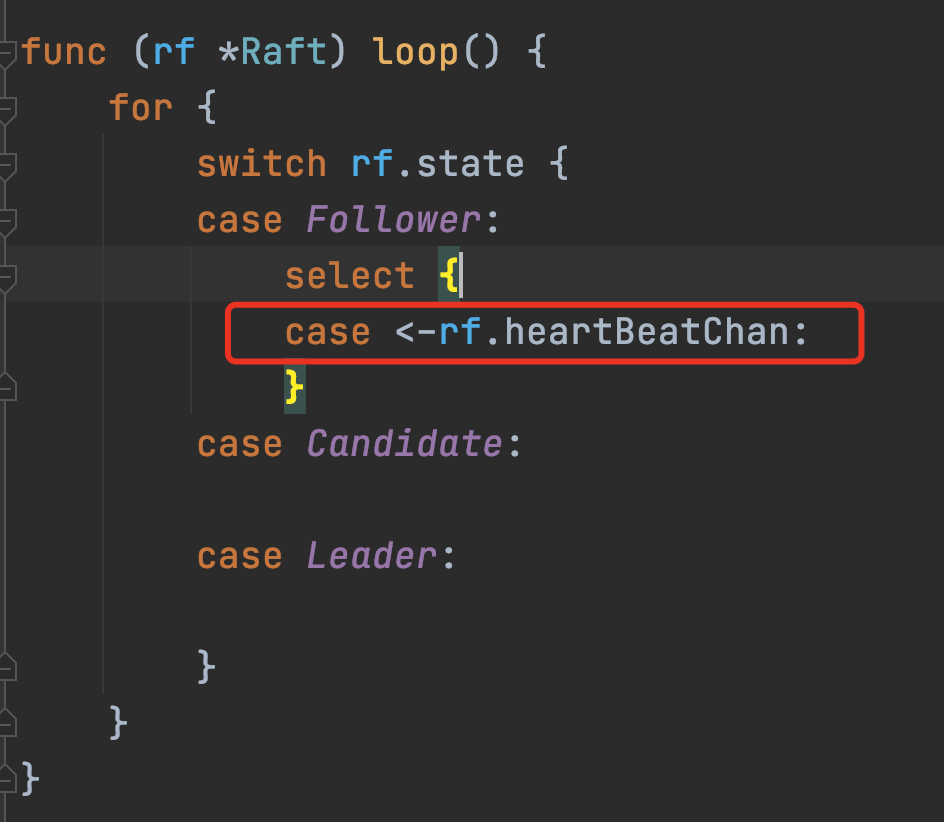 func (rf *Raft) loop() {
    for {
        switch rf.state {
        case Follower:
            select {
            case <-rf.heartBeatChan:
            }
        case Candidate:

        case Leader:

        }
    }
}